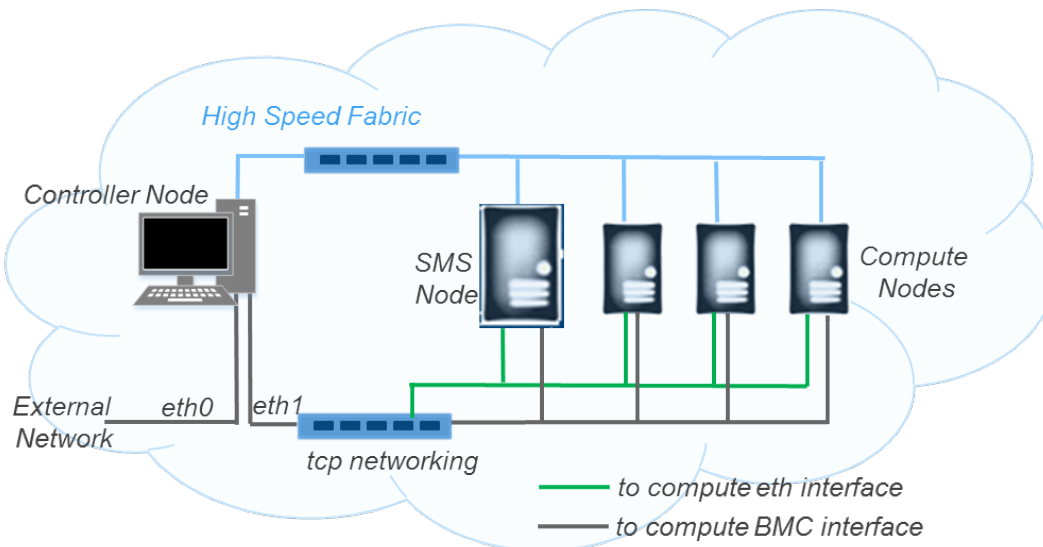 High Speed Fabric
Controller Node
SMS
Node
Compute
Nodes
External
Network
eth0
eth1
tcp networking
to compute eth interface
to compute BMC interface